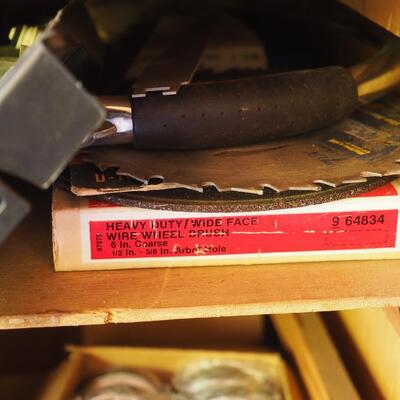 HEAVY DUTY/WIDE FACE 9 64834
WIRE WHEEL BRUSH
6 in. Coarse
1/2 in. - 5/8 in. Arbor Hole
97975